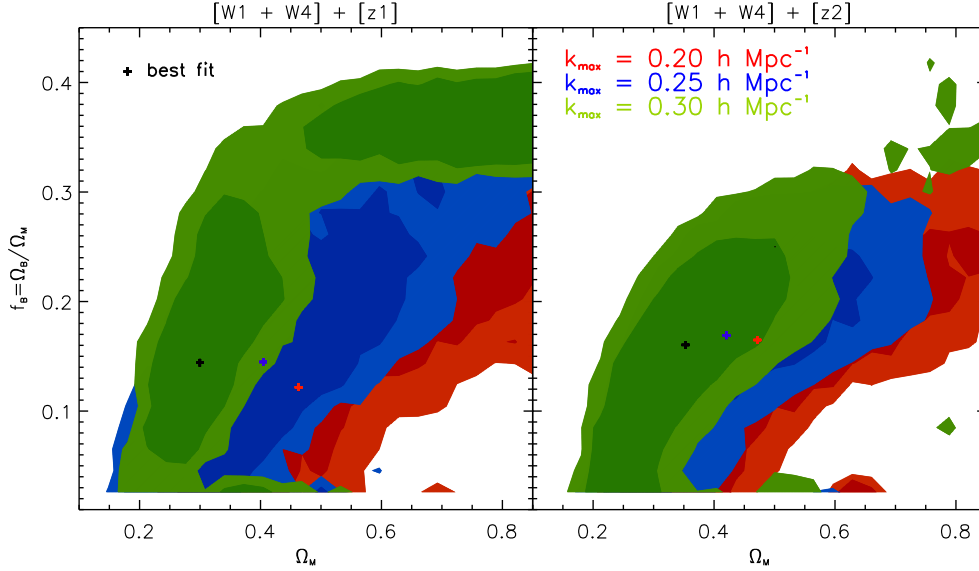 [W1 + W4] + [z1]
[W1 + W4] + [z2]
+ best fit
k_max = 0.20 h Mpc⁻¹
k_max = 0.25 h Mpc⁻¹
k_max = 0.30 h Mpc⁻¹
0.4
0.3
0.2
0.1
f_B=Ω_B/Ω_M
0.2 0.4 0.6 0.8
0.2 0.4 0.6 0.8
Ω_M
Ω_M